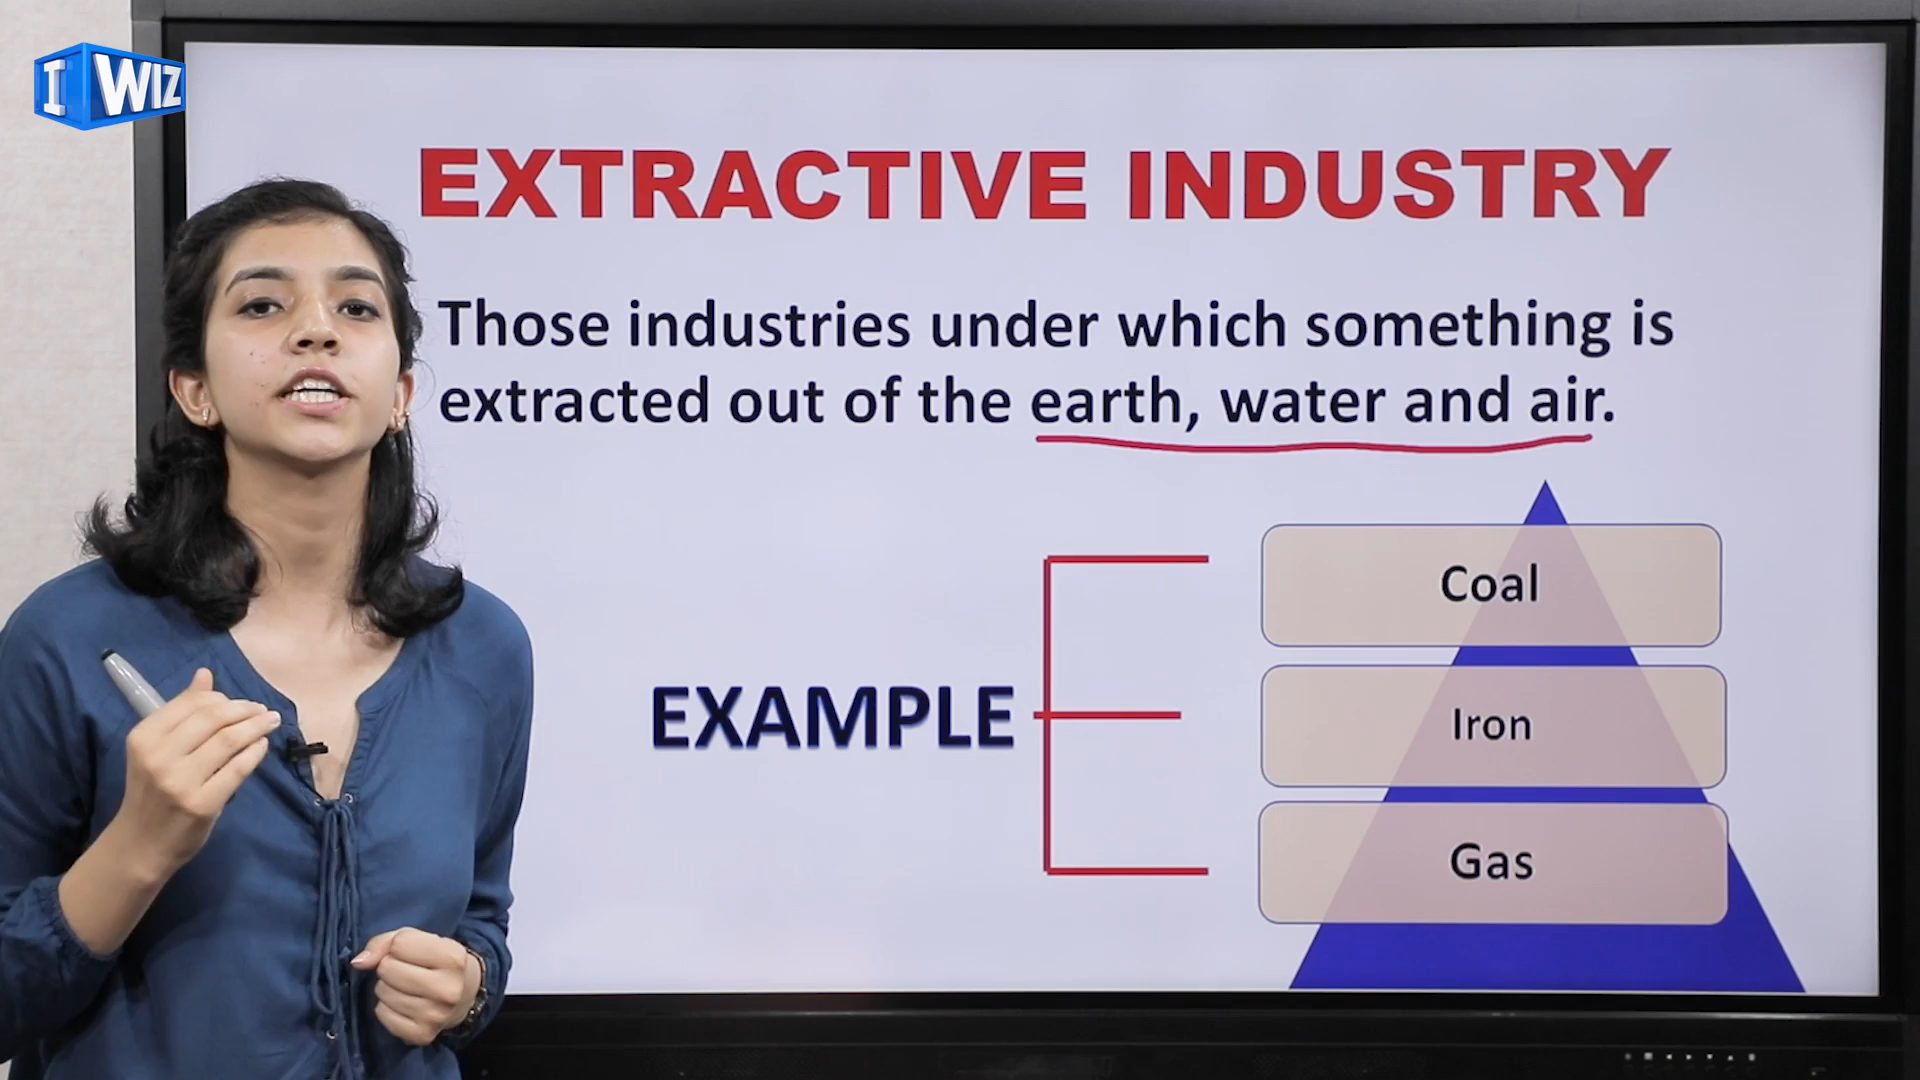 I WIZ
EXTRACTIVE INDUSTRY
Those industries under which something is
extracted out of the earth, water and air.
EXAMPLE
Coal
Iron
Gas